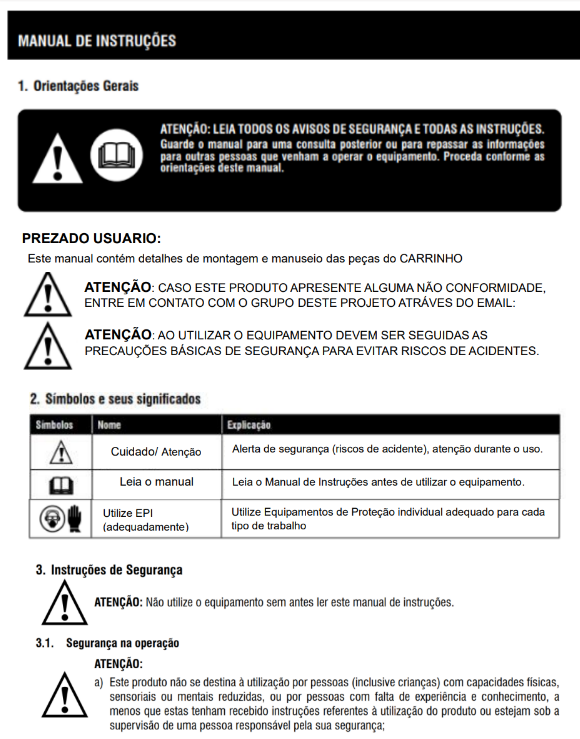 MANUAL DE INSTRUÇÕES
1. Orientações Gerais
ATENÇÃO: LEIA TODOS OS AVISOS DE SEGURANÇA E TODAS AS INSTRUÇÕES.
Guarde o manual para uma consulta posterior ou para repassar as informações
para outras pessoas que venham a operar o equipamento. Proceda conforme as
orientações deste manual.
PREZADO USUARIO:
Este manual contém detalhes de montagem e manuseio das peças do CARRINHO
ATENÇÃO: CASO ESTE PRODUTO APRESENTE ALGUMA NÃO CONFORMIDADE,
ENTRE EM CONTATO COM O GRUPO DESTE PROJETO ATRÁVES DO EMAIL:
ATENÇÃO: AO UTILIZAR O EQUIPAMENTO DEVEM SER SEGUIDAS AS
PRECAUÇÕES BÁSICAS DE SEGURANÇA PARA EVITAR RISCOS DE ACIDENTES.
2. Símbolos e seus significados
Símbolos Nome Explicação
Cuidado/ Atenção Alerta de segurança (riscos de acidente), atenção durante o uso.
Leia o manual Leia o Manual de Instruções antes de utilizar o equipamento.
Utilize EPI Utilize Equipamentos de Proteção individual adequado para cada
(adequadamente) tipo de trabalho
3. Instruções de Segurança
ATENÇÃO: Não utilize o equipamento sem antes ler este manual de instruções.
3.1. Segurança na operação
ATENÇÃO:
a) Este produto não se destina à utilização por pessoas (inclusive crianças) com capacidades físicas,
sensoriais ou mentais reduzidas, ou por pessoas com falta de experiência e conhecimento, a
menos que estas tenham recebido instruções referentes à utilização do produto ou estejam sob a
supervisão de uma pessoa responsável pela sua segurança;